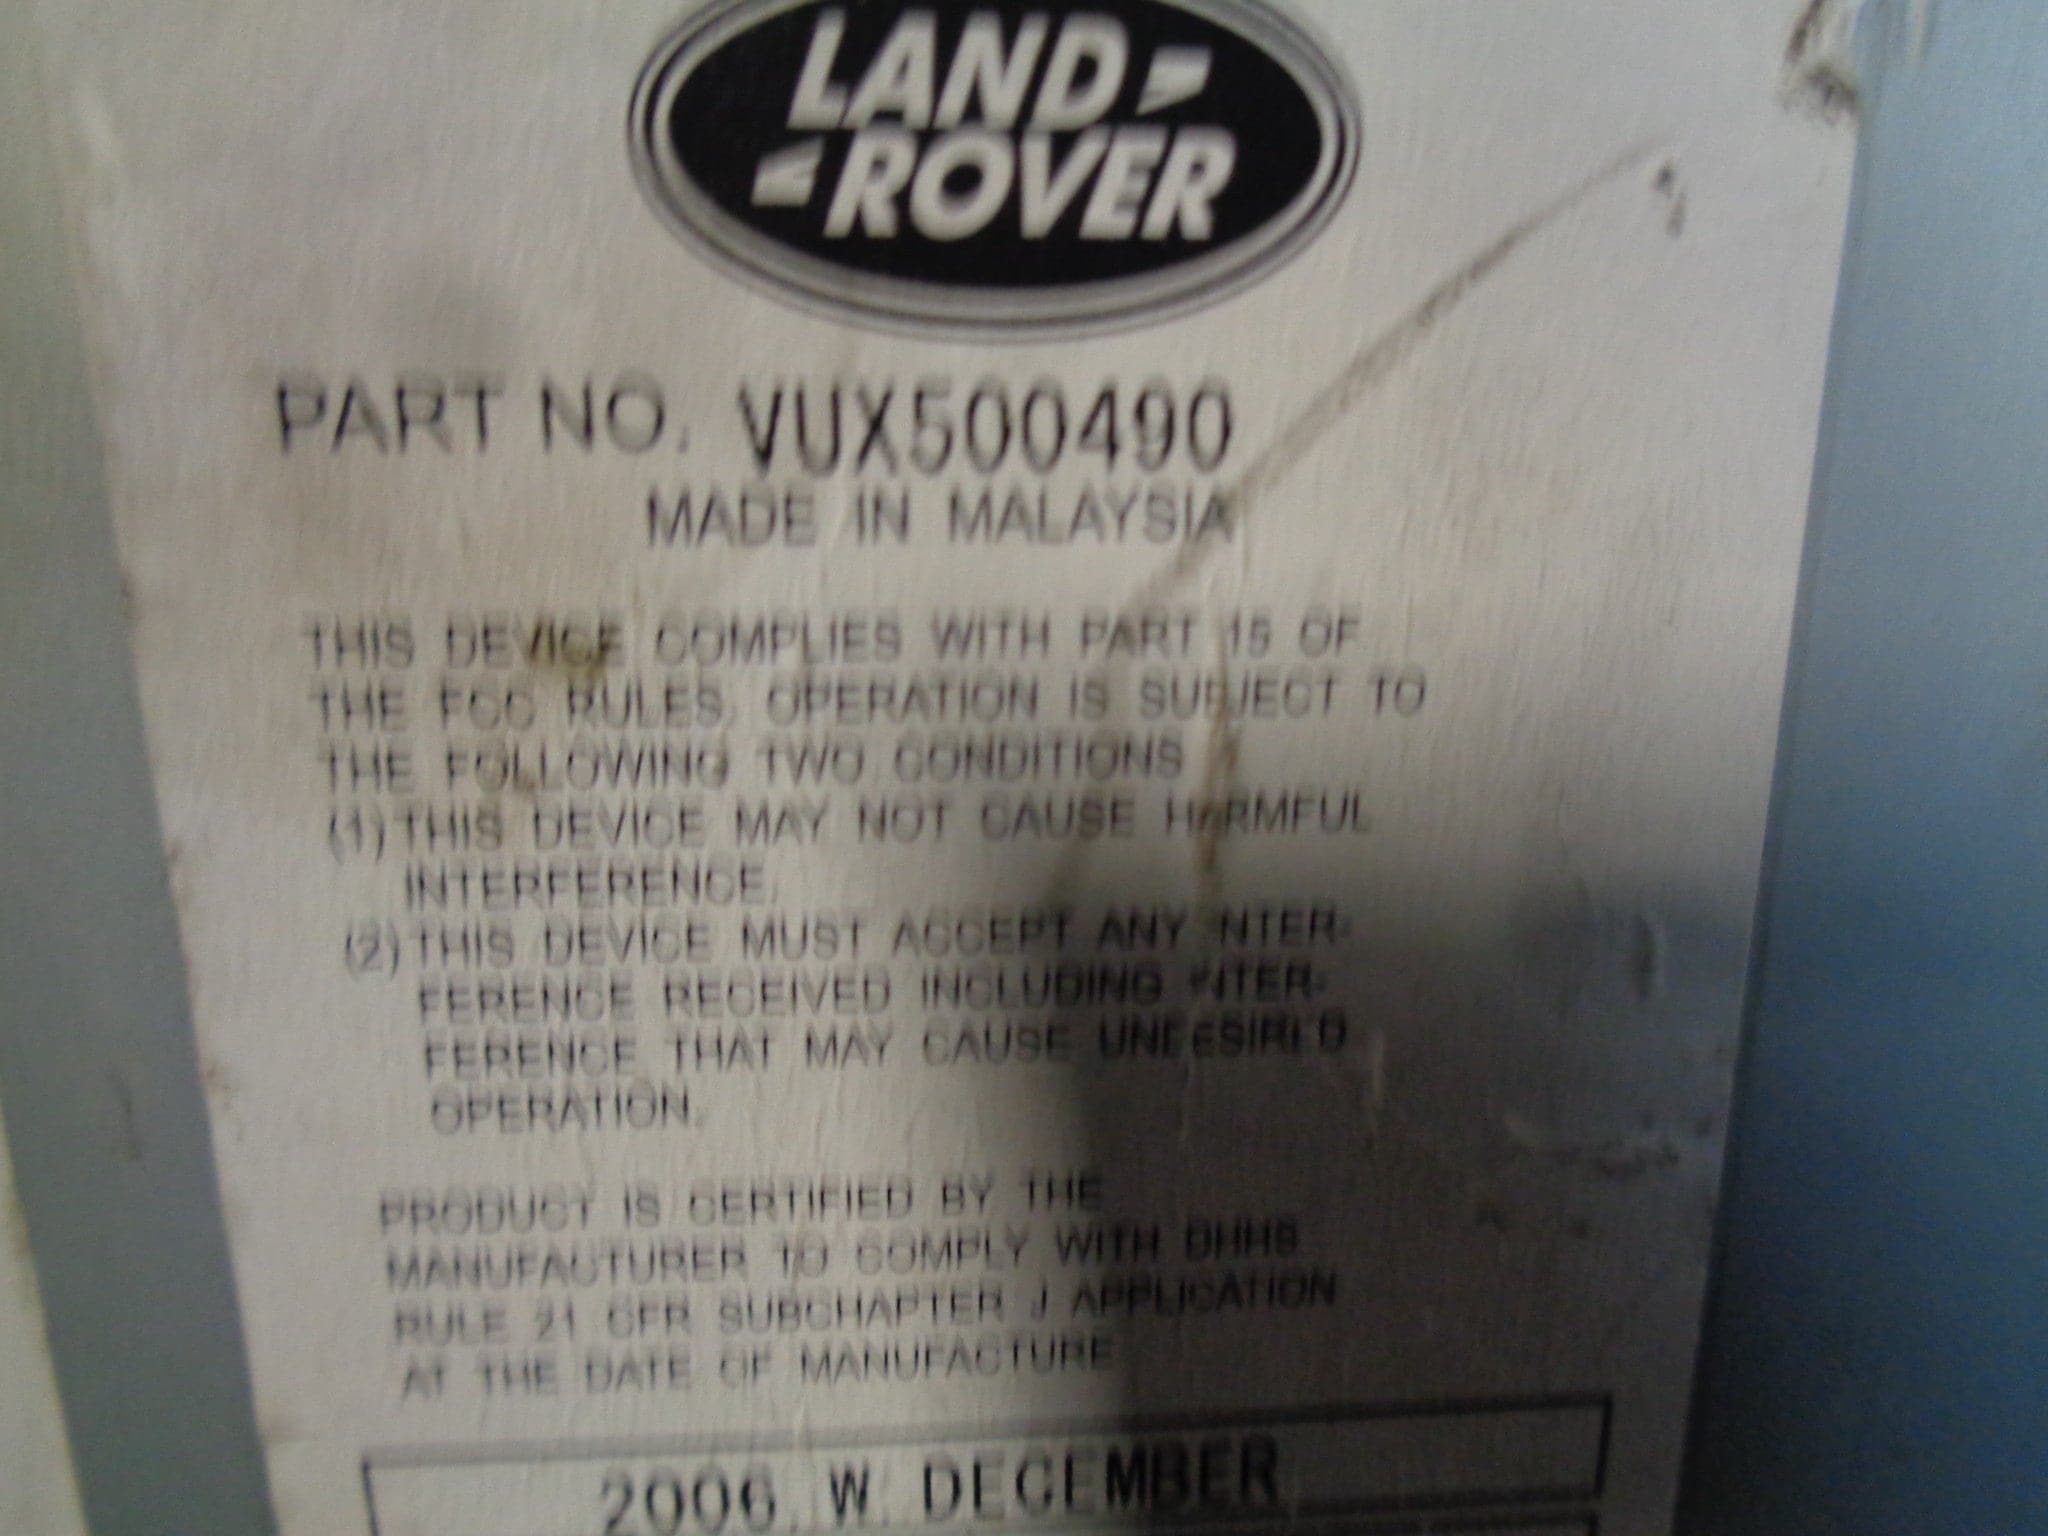 LAND
ROVER
PART NO. VUX500490
MADE IN MALAYSIA
THIS DEVICE COMPLIES WITH PART 15 OF
THE FCC RULES. OPERATION IS SUBJECT TO
THE FOLLOWING TWO CONDITIONS
(1) THIS DEVICE MAY NOT CAUSE HARMFUL
INTERFERENCE.
(2) THIS DEVICE MUST ACCEPT ANY INTER-
FERENCE RECEIVED INCLUDING INTER-
FERENCE THAT MAY CAUSE UNDESIRED
OPERATION.
PRODUCT IS CERTIFIED BY THE
MANUFACTURER TO COMPLY WITH DHHS
RULE 21 CFR SUBCHAPTER J APPLICATION
AT THE DATE OF MANUFACTURE
2006. W. DECEMBER